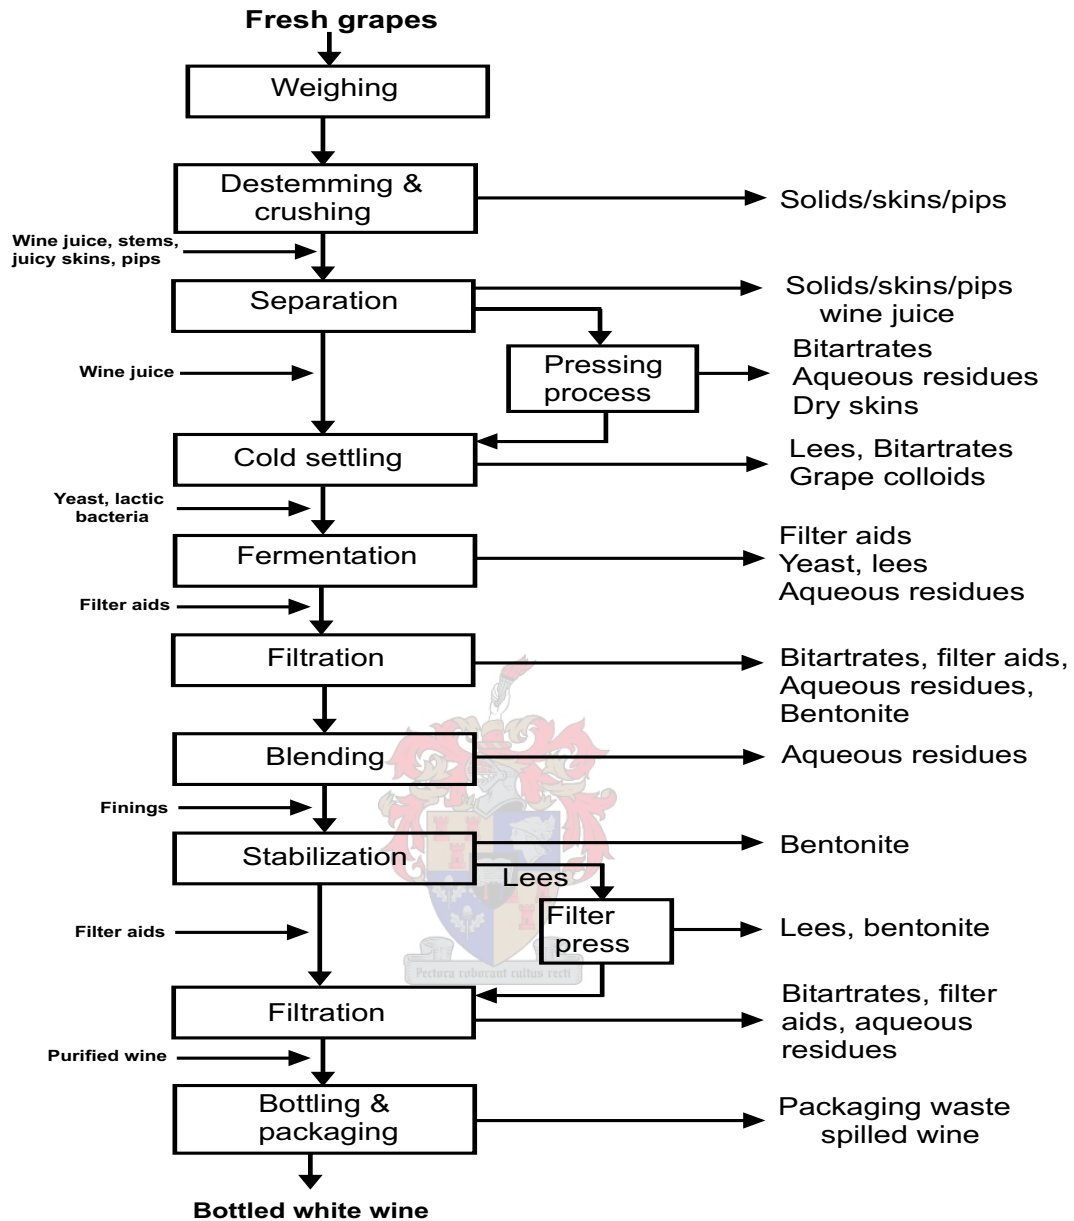 Fresh grapes
Weighing
Destemming &
crushing
Solids/skins/pips
Wine juice, stems,
juicy skins, pips
Separation
Solids/skins/pips
wine juice
Pressing
process
Bitartrates
Aqueous residues
Dry skins
Wine juice
Cold settling
Lees, Bitartrates
Grape colloids
Yeast, lactic
bacteria
Fermentation
Filter aids
Yeast, lees
Aqueous residues
Filter aids
Filtration
Bitartrates, filter aids,
Aqueous residues,
Bentonite
Blending
Aqueous residues
Finings
Stabilization
Bentonite
Lees
Filter
press
Lees, bentonite
Filter aids
Pectora roborant cultus recti
Filtration
Bitartrates, filter
aids, aqueous
residues
Purified wine
Bottling &
packaging
Packaging waste
spilled wine
Bottled white wine